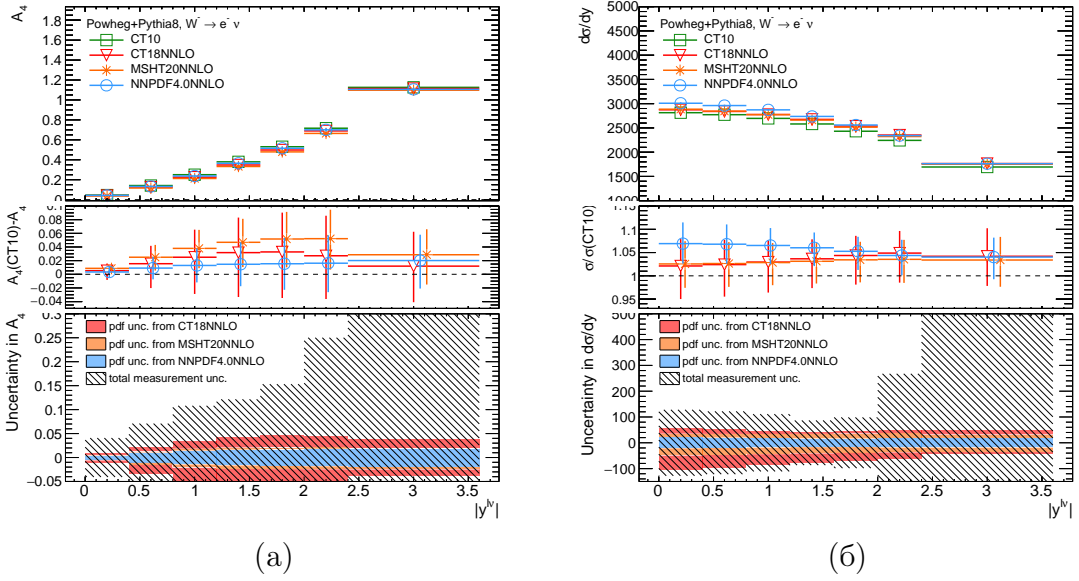 A₄
Powheg+Pythia8, W⁻ → e⁻ ν
CT10
CT18NNLO
MSHT20NNLO
NNPDF4.0NNLO
1.8
1.6
1.4
1.2
1
0.8
0.6
0.4
0.2
0
A₄(CT10)-A₄
0.1
0.08
0.06
0.04
0.02
0
−0.02
−0.04
Uncertainty in A₄
0.3
0.25
0.2
0.15
0.1
0.05
0
−0.05
pdf unc. from CT18NNLO
pdf unc. from MSHT20NNLO
pdf unc. from NNPDF4.0NNLO
total measurement unc.
0 0.5 1 1.5 2 2.5 3 3.5
|y^{lν}|
(а)
dσ/dy
Powheg+Pythia8, W⁻ → e⁻ ν
CT10
CT18NNLO
MSHT20NNLO
NNPDF4.0NNLO
5000
4500
4000
3500
3000
2500
2000
1500
1000
σ/σ(CT10)
1.15
1.1
1.05
1
0.95
Uncertainty in dσ/dy
500
400
300
200
100
0
−100
pdf unc. from CT18NNLO
pdf unc. from MSHT20NNLO
pdf unc. from NNPDF4.0NNLO
total measurement unc.
0 0.5 1 1.5 2 2.5 3 3.5
|y^{lν}|
(б)